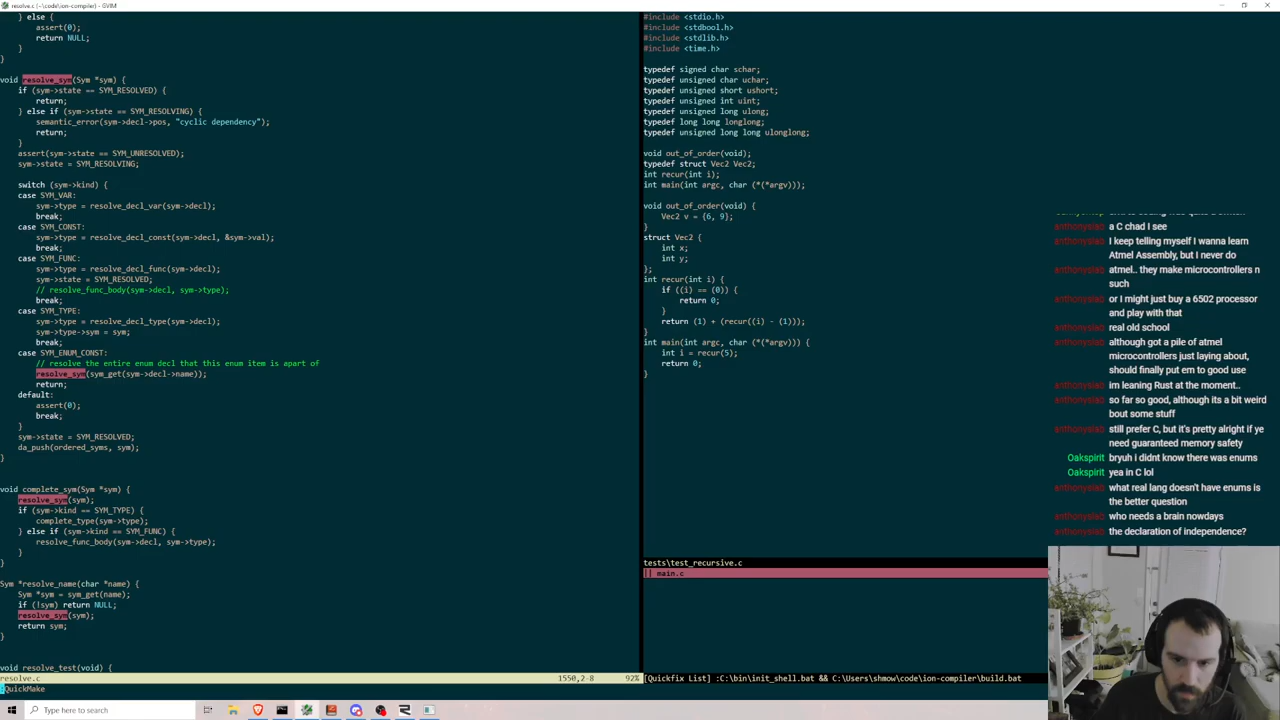 resolve.c (~\code\ion-compiler) - GVIM
} else {
assert(0);
return NULL;
}
}
void resolve_sym(Sym *sym) {
if (sym->state == SYM_RESOLVED) {
return;
} else if (sym->state == SYM_RESOLVING) {
semantic_error(sym->decl->pos, "cyclic dependency");
return;
}
assert(sym->state == SYM_UNRESOLVED);
sym->state = SYM_RESOLVING;
switch (sym->kind) {
case SYM_VAR:
sym->type = resolve_decl_var(sym->decl);
break;
case SYM_CONST:
sym->type = resolve_decl_const(sym->decl, &sym->val);
break;
case SYM_FUNC:
sym->type = resolve_decl_func(sym->decl);
sym->state = SYM_RESOLVED;
// resolve_func_body(sym->decl, sym->type);
break;
case SYM_TYPE:
sym->type = resolve_decl_type(sym->decl);
sym->type->sym = sym;
break;
case SYM_ENUM_CONST:
// resolve the entire enum decl that this enum item is apart of
resolve_sym(sym_get(sym->decl->name));
return;
default:
assert(0);
break;
}
sym->state = SYM_RESOLVED;
da_push(ordered_syms, sym);
}
void complete_sym(Sym *sym) {
resolve_sym(sym);
if (sym->kind == SYM_TYPE) {
complete_type(sym->type);
} else if (sym->kind == SYM_FUNC) {
resolve_func_body(sym->decl, sym->type);
}
}
Sym *resolve_name(char *name) {
Sym *sym = sym_get(name);
if (!sym) return NULL;
resolve_sym(sym);
return sym;
}
void resolve_test(void) {
resolve.c 1550,2-8 92%
:QuickMake
#include <stdio.h>
#include <stdbool.h>
#include <stdlib.h>
#include <time.h>
typedef signed char schar;
typedef unsigned char uchar;
typedef unsigned short ushort;
typedef unsigned int uint;
typedef unsigned long ulong;
typedef long long longlong;
typedef unsigned long long ulonglong;
void out_of_order(void);
typedef struct Vec2 Vec2;
int recur(int i);
int main(int argc, char (*(*argv)));
void out_of_order(void) {
Vec2 v = {6, 9};
}
struct Vec2 {
int x;
int y;
};
int recur(int i) {
if ((i) == (0)) {
return 0;
}
return (1) + (recur((i) - (1)));
}
int main(int argc, char (*(*argv))) {
int i = recur(5);
return 0;
}
tests\test_recursive.c
|| main.c
[Quickfix List] :C:\bin\init_shell.bat && C:\Users\shmow\code\ion-compiler\build.bat
anthonyslab a C chad I see
anthonyslab I keep telling myself I wanna learn
Atmel Assembly, but I never do
anthonyslab atmel.. they make microcontrollers n
such
anthonyslab or I might just buy a 6502 processor
and play with that
anthonyslab real old school
anthonyslab although got a pile of atmel
microcontrollers just laying about,
should finally put em to good use
anthonyslab im leaning Rust at the moment..
anthonyslab so far so good, although its a bit weird
bout some stuff
anthonyslab still prefer C, but it's pretty alright if ye
need guaranteed memory safety
Oakspirit bryuh i didnt know there was enums
Oakspirit yea in C lol
anthonyslab what real lang doesn't have enums is
the better question
anthonyslab who needs a brain nowdays
anthonyslab the declaration of independence?
Type here to search